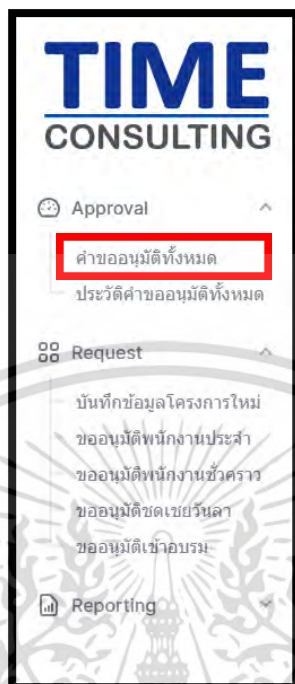 TIME
CONSULTING
Approval
คำขออนุมัติทั้งหมด
ประวัติคำขออนุมัติทั้งหมด
Request
บันทึกข้อมูลโครงการใหม่
ขออนุมัติพนักงานประจำ
ขออนุมัติพนักงานชั่วคราว
ขออนุมัติชดเชยวันลา
ขออนุมัติเข้าอบรม
Reporting